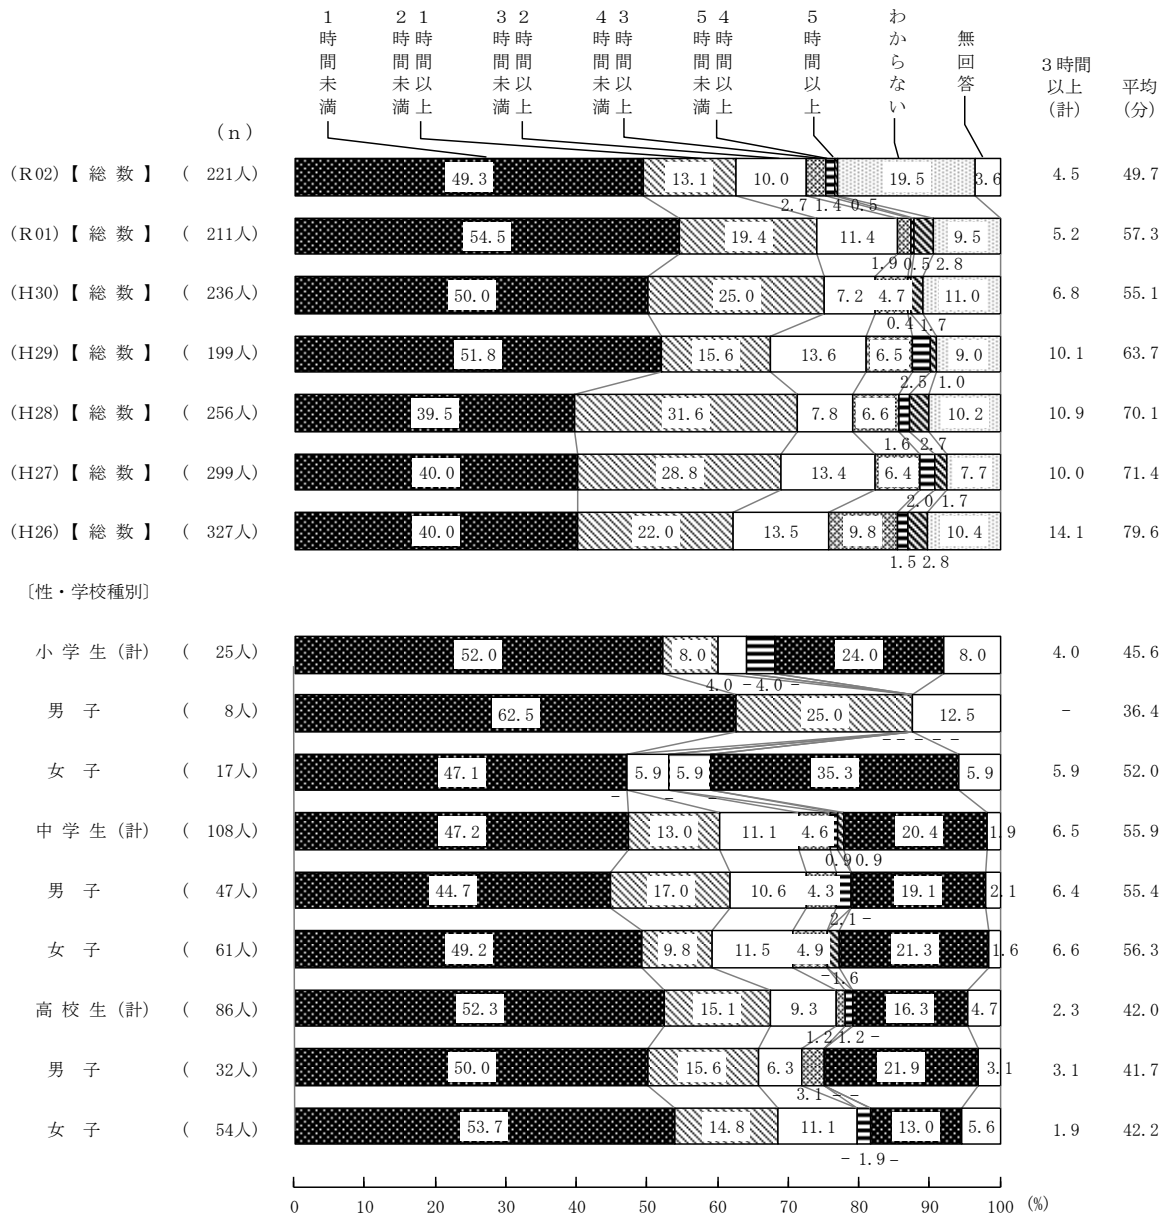 1時間未満
1時間以上2時間未満
2時間以上3時間未満
3時間以上4時間未満
4時間以上5時間未満
5時間以上
わからない
無回答
3時間以上(計)
平均(分)
(n)
(R02)【 総 数 】 ( 221人) 49.3 13.1 10.0 19.5 3.6 4.5 49.7
2.7 1.4 0.5
(R01)【 総 数 】 ( 211人) 54.5 19.4 11.4 9.5 5.2 57.3
1.9 0.5 2.8
(H30)【 総 数 】 ( 236人) 50.0 25.0 7.2 4.7 11.0 6.8 55.1
0.4 1.7
(H29)【 総 数 】 ( 199人) 51.8 15.6 13.6 6.5 9.0 10.1 63.7
2.5 1.0
(H28)【 総 数 】 ( 256人) 39.5 31.6 7.8 6.6 10.2 10.9 70.1
1.6 2.7
(H27)【 総 数 】 ( 299人) 40.0 28.8 13.4 6.4 7.7 10.0 71.4
2.0 1.7
(H26)【 総 数 】 ( 327人) 40.0 22.0 13.5 9.8 10.4 14.1 79.6
1.5 2.8
〔性・学校種別〕
小 学 生 (計) ( 25人) 52.0 8.0 24.0 8.0 4.0 45.6
4.0 -4.0 -
男 子 ( 8人) 62.5 25.0 12.5 - 36.4
- - - - -
女 子 ( 17人) 47.1 5.9 5.9 35.3 5.9 5.9 52.0
- - -
中 学 生 (計) ( 108人) 47.2 13.0 11.1 4.6 20.4 1.9 6.5 55.9
0.9 0.9
男 子 ( 47人) 44.7 17.0 10.6 4.3 19.1 2.1 6.4 55.4
2.1 -
女 子 ( 61人) 49.2 9.8 11.5 4.9 21.3 1.6 6.6 56.3
-1.6
高 校 生 (計) ( 86人) 52.3 15.1 9.3 16.3 4.7 2.3 42.0
1.2 1.2 -
男 子 ( 32人) 50.0 15.6 6.3 21.9 3.1 3.1 41.7
3.1 - -
女 子 ( 54人) 53.7 14.8 11.1 13.0 5.6 1.9 42.2
- 1.9 -
0 10 20 30 40 50 60 70 80 90 100 (%)